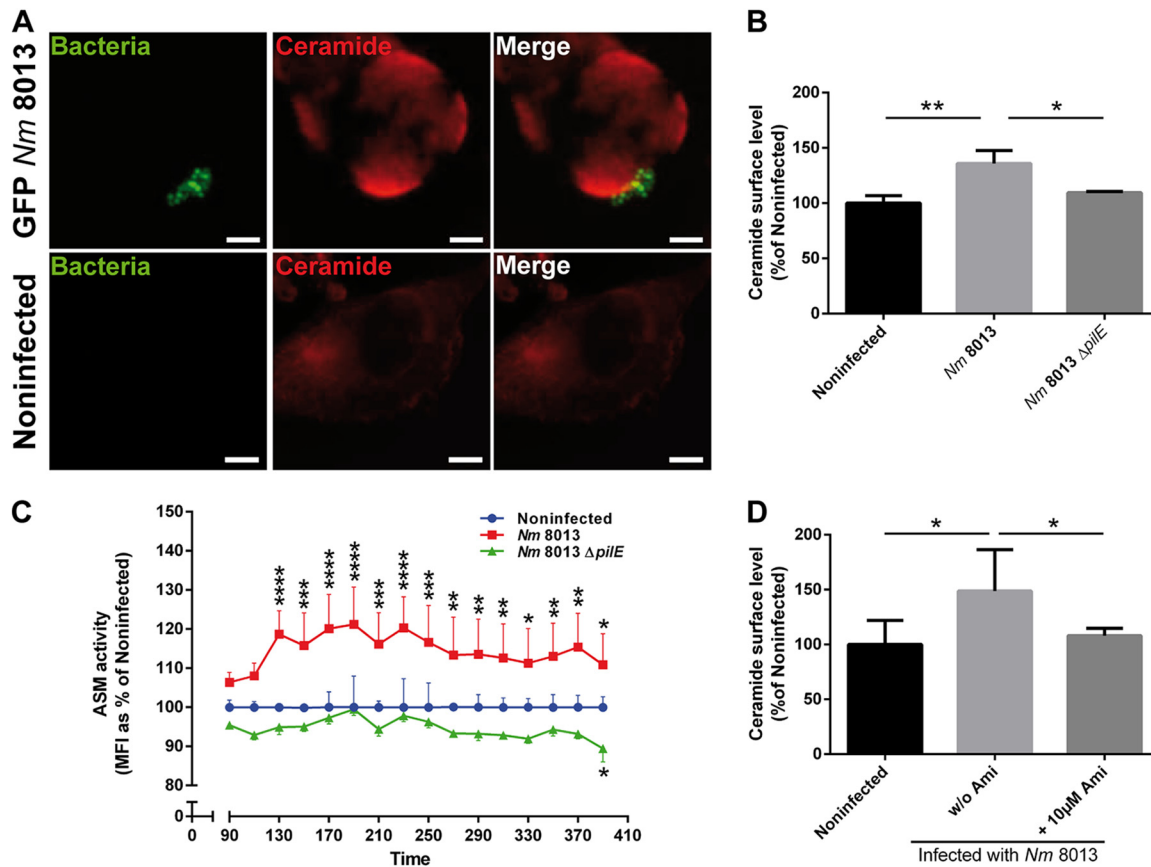 A
GFP Nm 8013
Bacteria
Ceramide
Merge
Noninfected
Bacteria
Ceramide
Merge
B
Ceramide surface level
(%of Noninfected)
200
150
100
50
0
**
*
Noninfected
Nm 8013
Nm 8013 ΔpilE
C
ASM activity
(MFI as % of Noninfected)
150
140
130
120
110
100
90
80
0
Noninfected
Nm 8013
Nm 8013 ΔpilE
**** *** **** **** *** **** *** ** ** ** * ** ** *
*
0 90 130 170 210 250 290 330 370 410
Time
D
Ceramide surface level
(%of Noninfected)
200
150
100
50
0
*
*
Noninfected
w/o Ami
+ 10µM Ami
Infected with Nm 8013